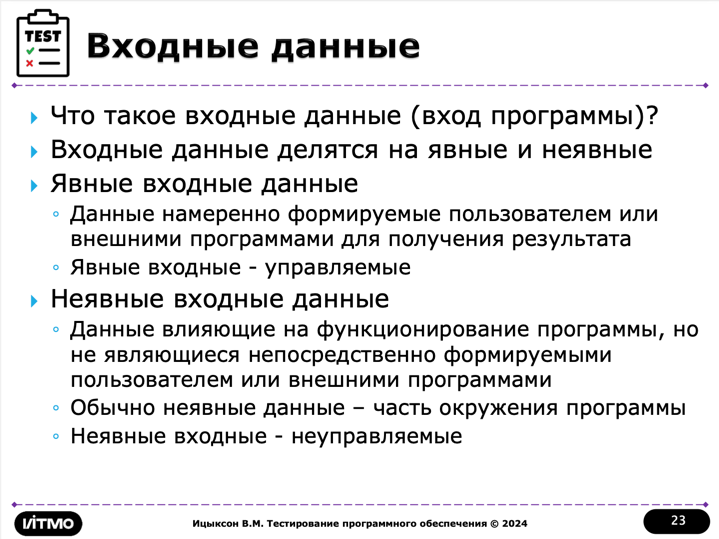 TEST
Входные данные
Что такое входные данные (вход программы)?
Входные данные делятся на явные и неявные
Явные входные данные
Данные намеренно формируемые пользователем или
внешними программами для получения результата
Явные входные - управляемые
Неявные входные данные
Данные влияющие на функционирование программы, но
не являющиеся непосредственно формируемыми
пользователем или внешними программами
Обычно неявные данные – часть окружения программы
Неявные входные - неуправляемые
ИTMO
Ицыксон В.М. Тестирование программного обеспечения © 2024
23